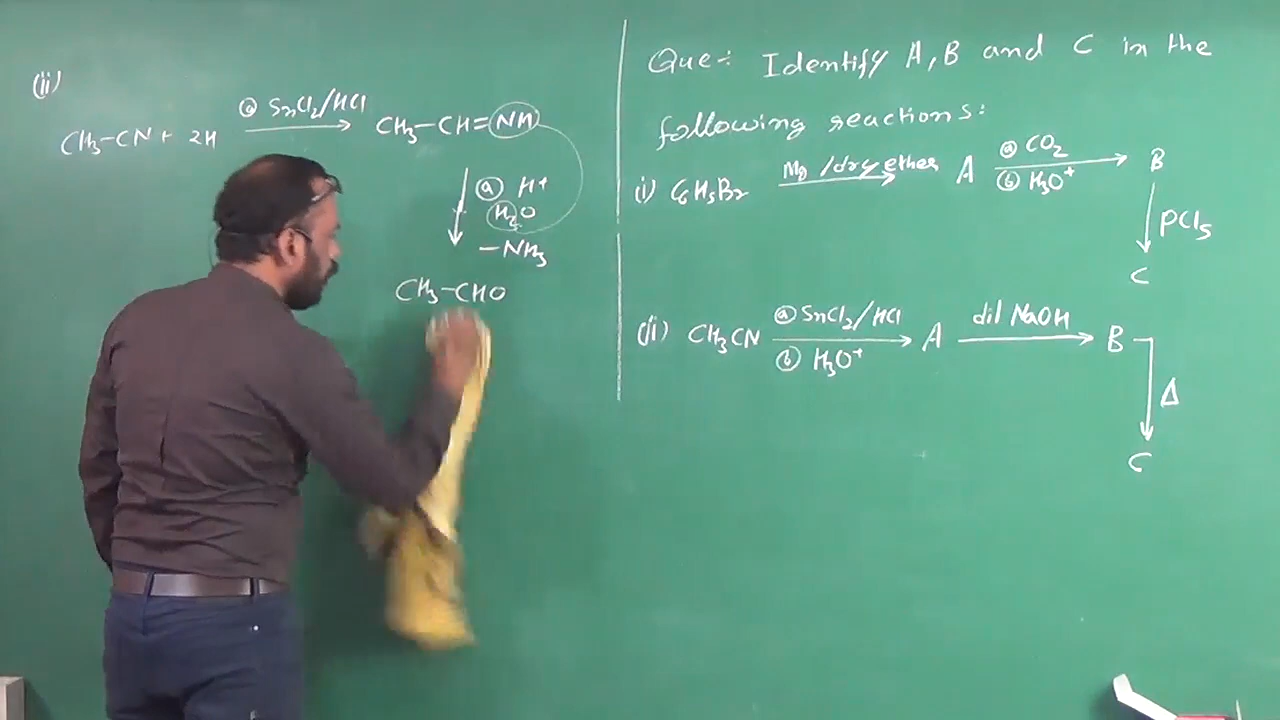 (ii)
CH₃-CN + 2H ⓐ SnCl₂/HCl → CH₃-CH=NH
ⓐ H+
H₂O
-NH₃
CH₃-CHO
Que:- Identify A, B and C in the
following reactions:
(i) C₆H₅Br Mg/dry ether → A ⓐ CO₂ ⓑ H₃O⁺ → B
PCl₅
C
(ii) CH₃CN ⓐ SnCl₂/HCl ⓑ H₃O⁺ → A dil NaOH → B
Δ
C